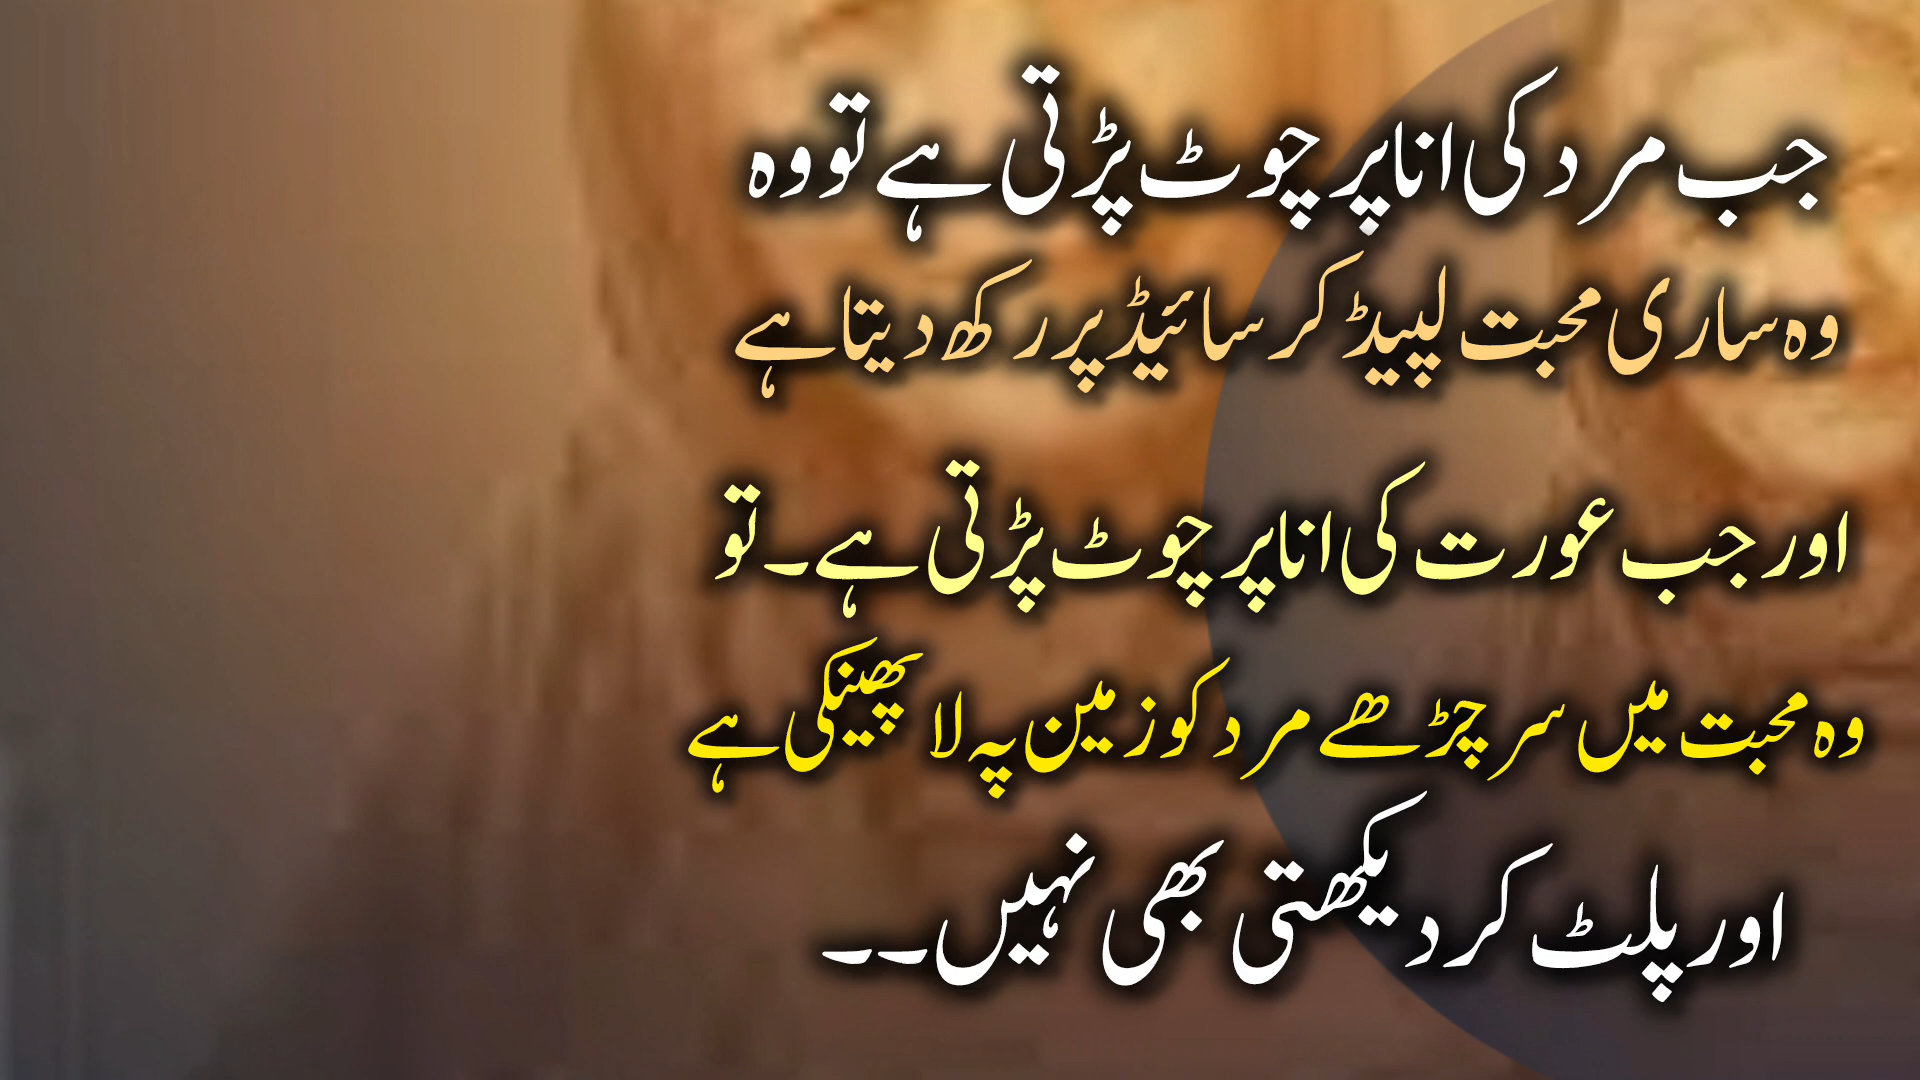 جب مرد کی انا پر چوٹ پڑتی ہے تو وہ
وہ ساری محبت لپیڈ کر سائیڈ پر رکھ دیتا ہے
اور جب عورت کی انا پر چوٹ پڑتی ہے۔ تو
وہ محبت میں سر چڑھے مرد کو زمین پہ لا پھینکی ہے
اور پلٹ کر دیکھتی بھی نہیں۔۔